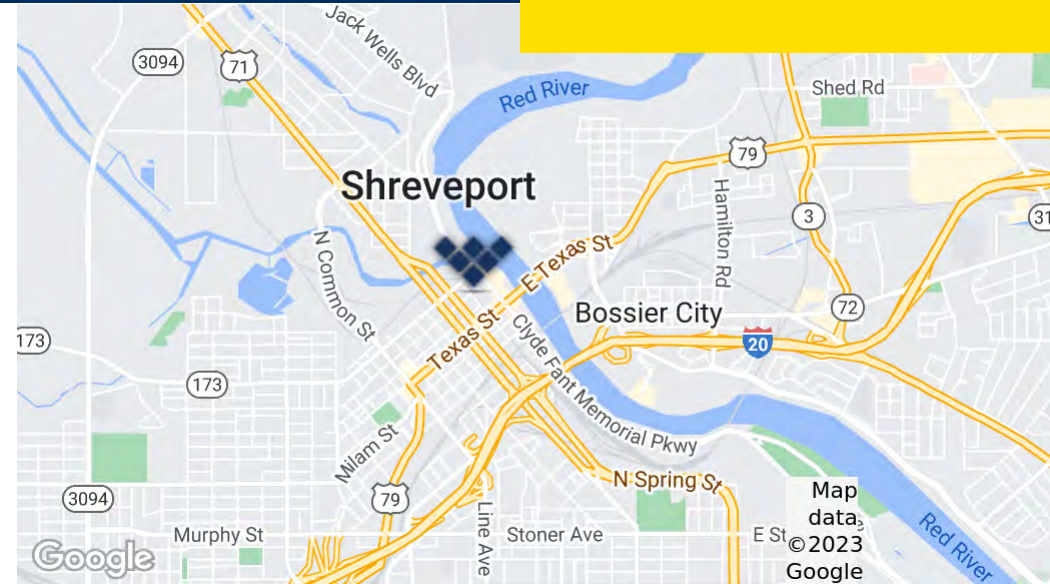 Jack Wells Blvd
3094
71
Red River
Shed Rd
79
Shreveport
Hamilton Rd
3
31
N Common St
E Texas St
72
Bossier City
173
Texas St
Clyde Fant Memorial Pkwy
20
173
Milam St
N Spring St
3094
79
Line Ave
Map
data
©2023
Google
Murphy St
Stoner Ave
E St
Red River
Google